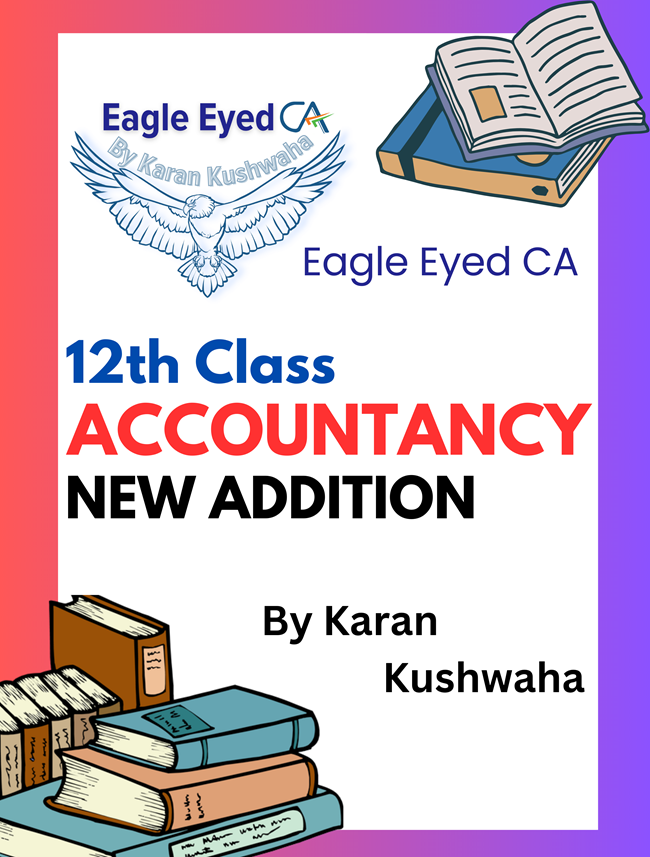 Eagle Eyed CA
By Karan Kushwaha
Eagle Eyed CA
12th Class
ACCOUNTANCY
NEW ADDITION
By Karan
Kushwaha